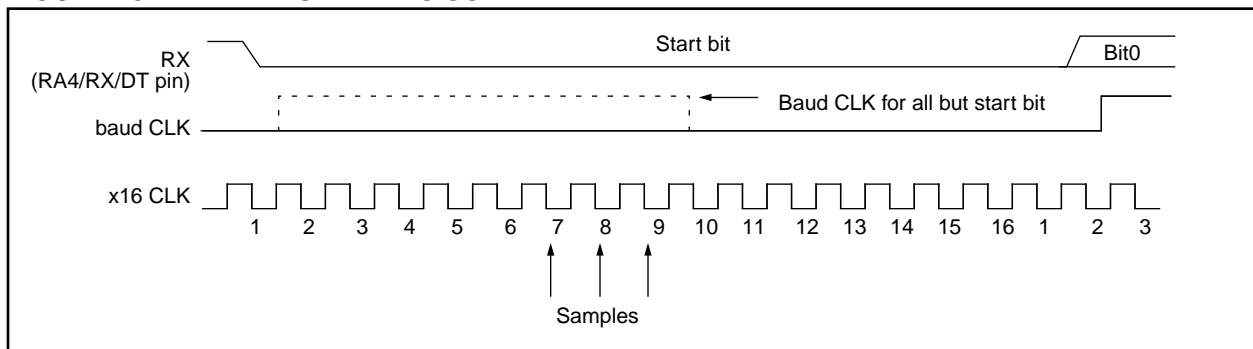 Start bit
RX
(RA4/RX/DT pin)
Bit0
Baud CLK for all but start bit
baud CLK
x16 CLK
1 2 3 4 5 6 7 8 9 10 11 12 13 14 15 16 1 2 3
Samples